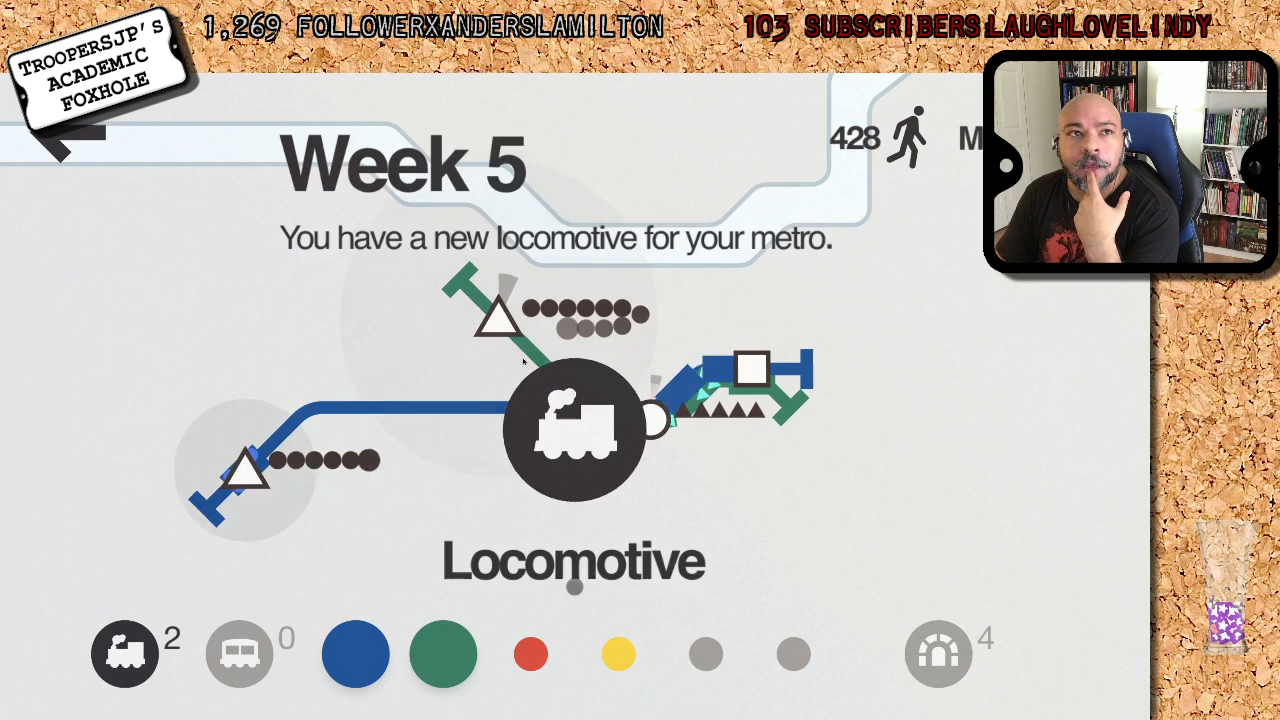 TROOPERSJP'S
ACADEMIC
FOXHOLE
1,269 FOLLOWERXANDERSLAMILTON
103 SUBSCRIBERS:LAUGHLOVELINDY
Week 5
428
M
You have a new locomotive for your metro.
Locomotive
2
0
4